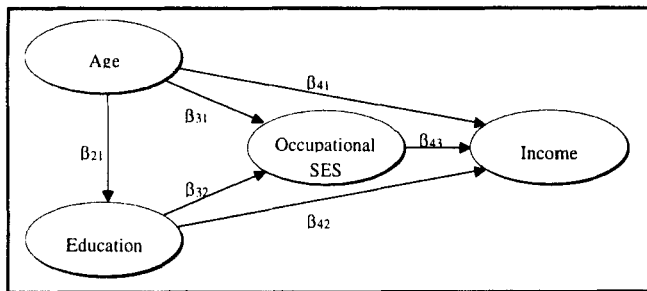 Age
β41
β31
β21
Occupational
SES
β43
Income
β32
β42
Education